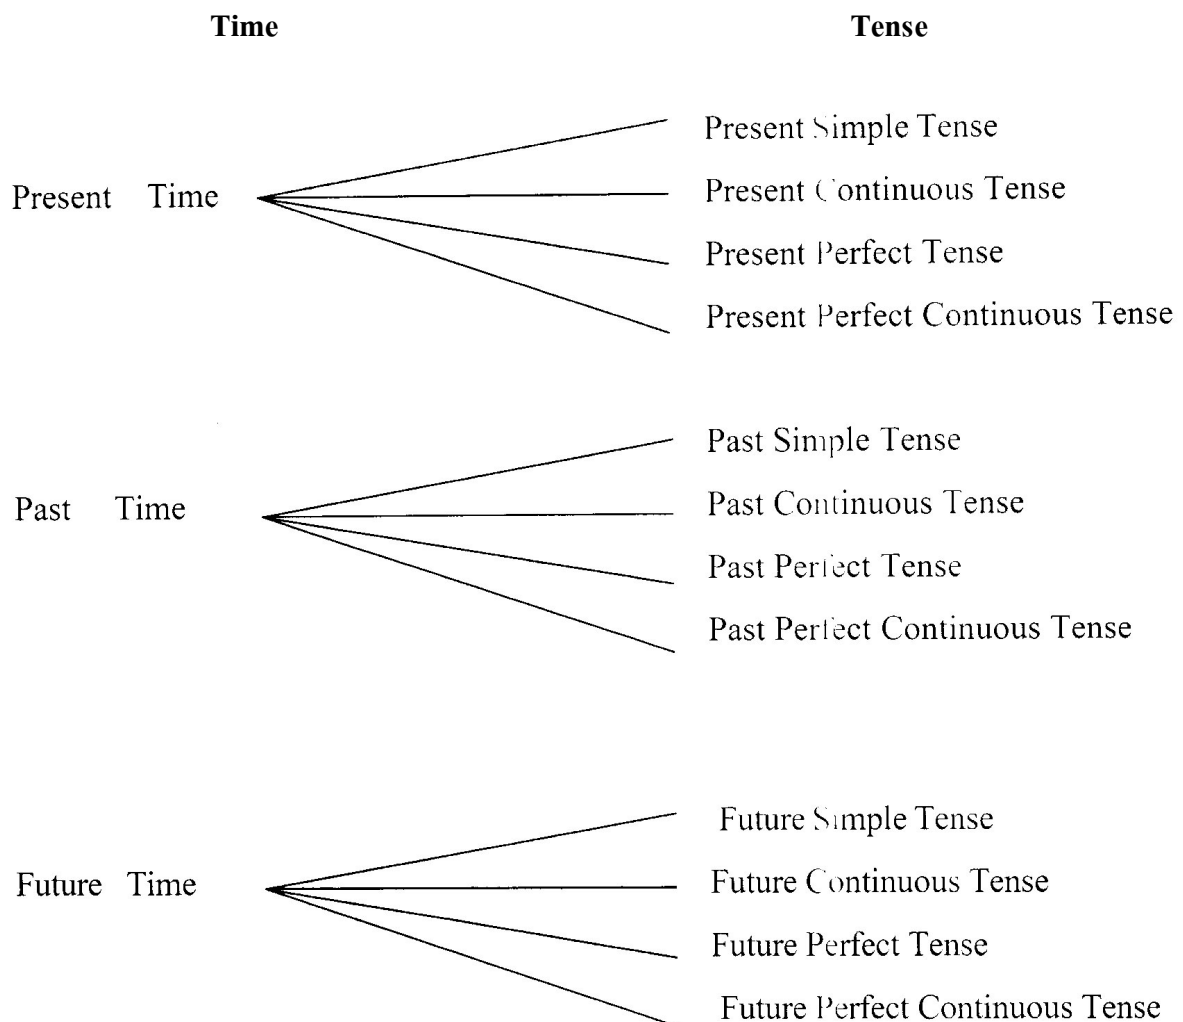 Time Tense
Present Simple Tense
Present Time
Present Continuous Tense
Present Perfect Tense
Present Perfect Continuous Tense
Past Simple Tense
Past Time
Past Continuous Tense
Past Perfect Tense
Past Perfect Continuous Tense
Future Simple Tense
Future Time
Future Continuous Tense
Future Perfect Tense
Future Perfect Continuous Tense